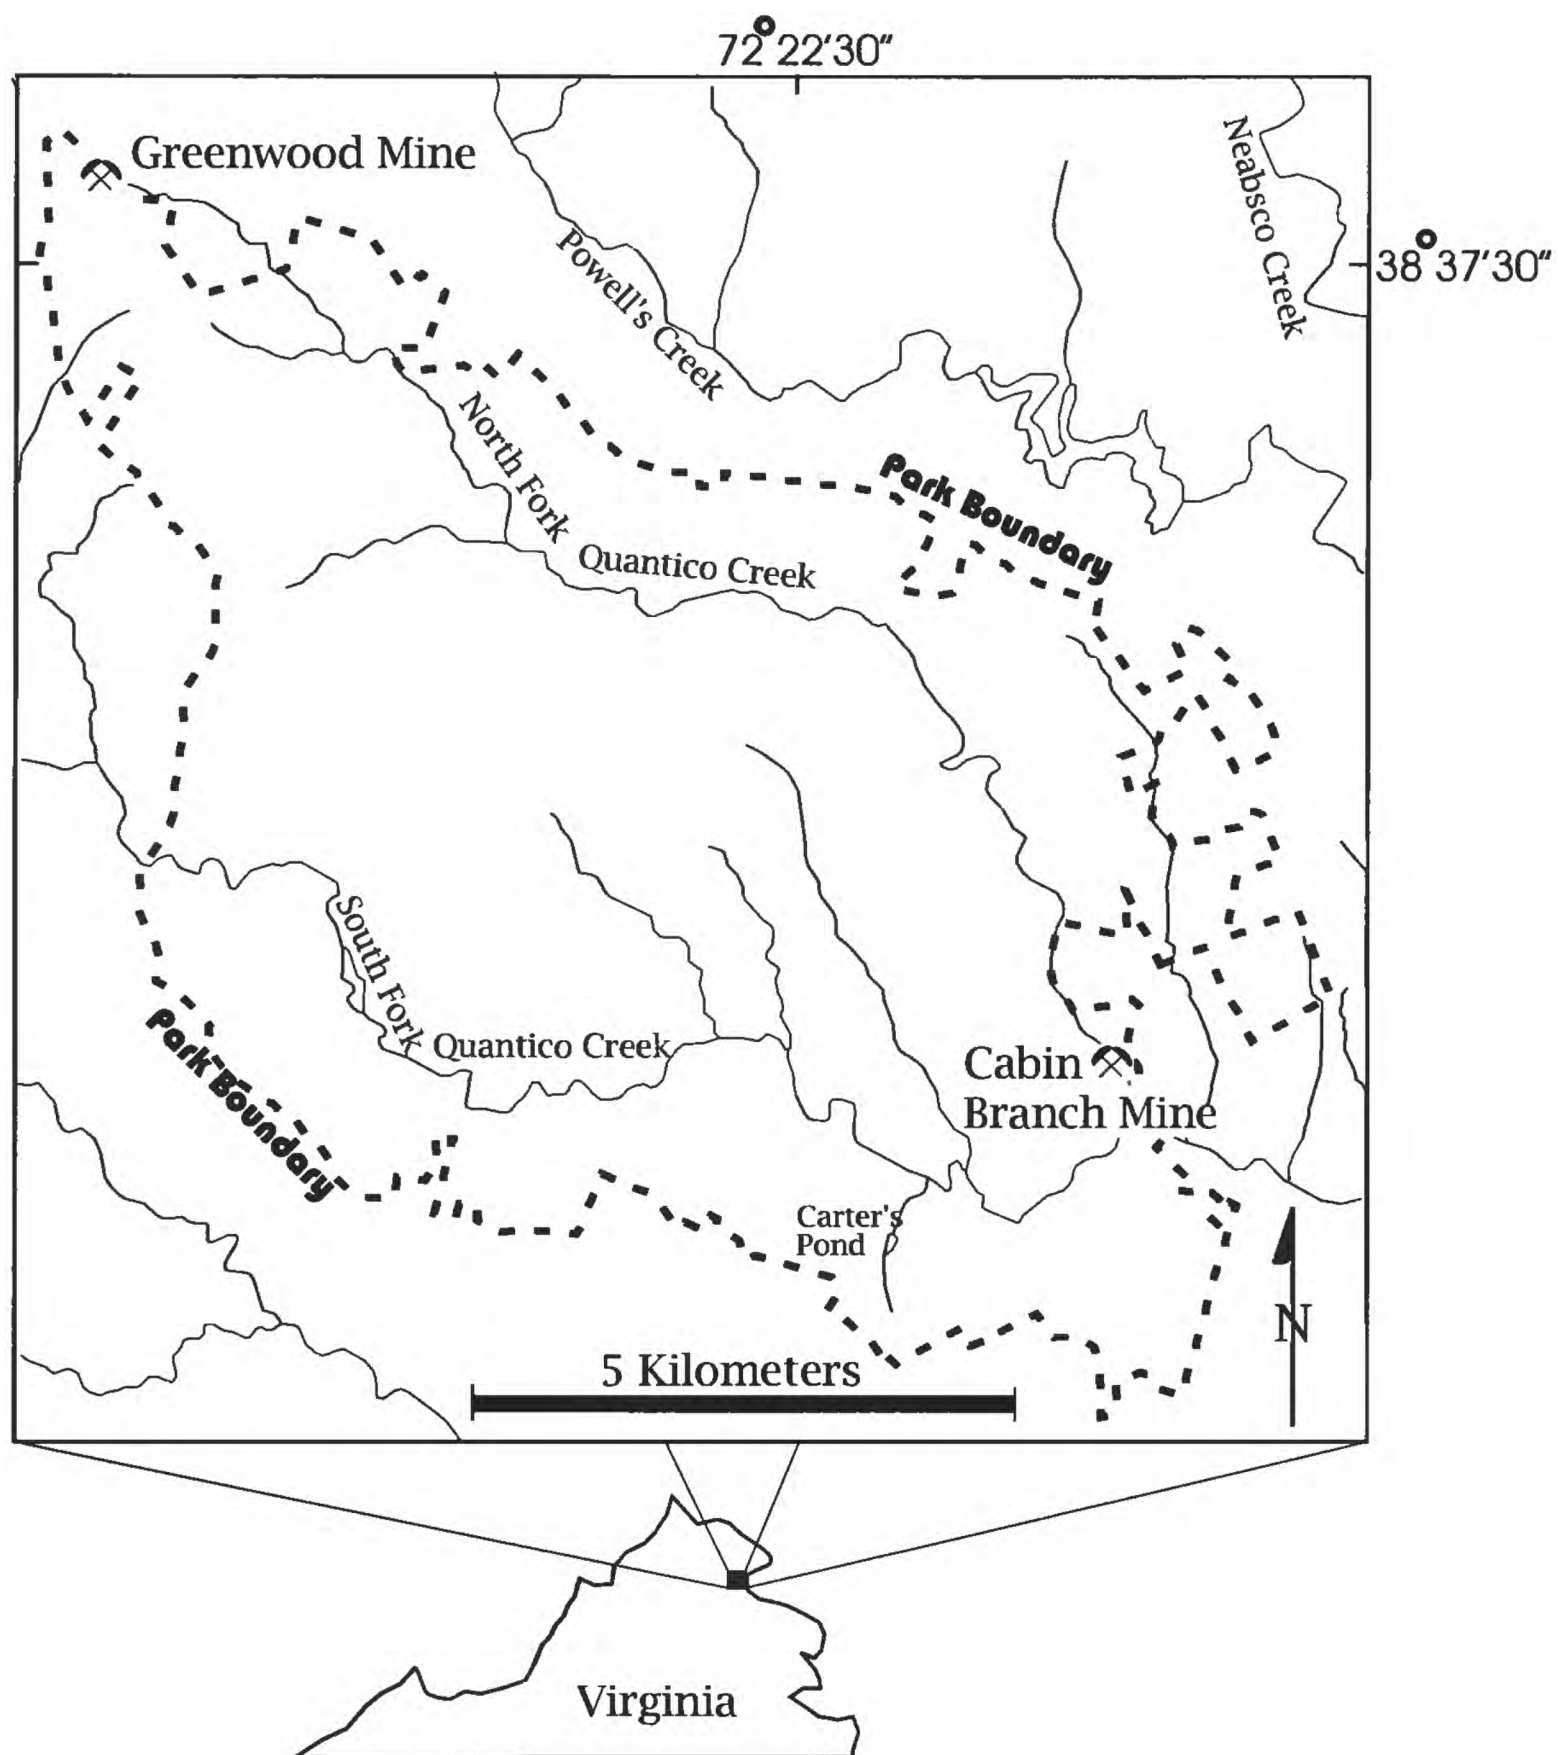 72°22'30"
Greenwood Mine
Neabsco Creek
38°37'30"
Powell's Creek
North Fork
Park Boundary
Quantico Creek
South Fork
Quantico Creek
Park Boundary
Cabin
Branch Mine
Carter's
Pond
N
5 Kilometers
Virginia